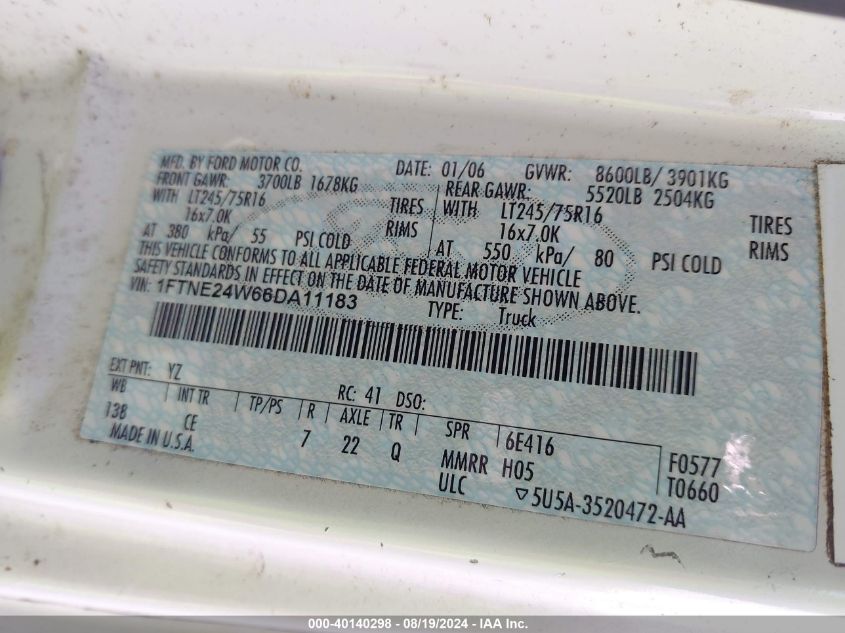 MFD. BY FORD MOTOR CO. DATE: 01/06 GVWR: 8600LB/ 3901KG
FRONT GAWR: 3700LB 1678KG REAR GAWR: 5520LB 2504KG
WITH LT245/75R16 TIRES WITH LT245/75R16 TIRES
16x7.0K RIMS 16x7.0K RIMS
AT 380 kPa/ 55 PSI COLD AT 550 kPa/ 80 PSI COLD
THIS VEHICLE CONFORMS TO ALL APPLICABLE FEDERAL MOTOR VEHICLE
SAFETY STANDARDS IN EFFECT ON THE DATE OF MANUFACTURE SHOWN ABOVE.
VIN: 1FTNE24W66DA11183
TYPE: Truck
EXT PNT: YZ RC: 41 DSO:
WB INT TR TP/PS R AXLE TR SPR 6E416 F0577
138 CE 7 22 Q MMRR H05 T0660
MADE IN U.S.A. ULC ▽5U5A-3520472-AA
000-40140298 - 08/19/2024 - IAA Inc.